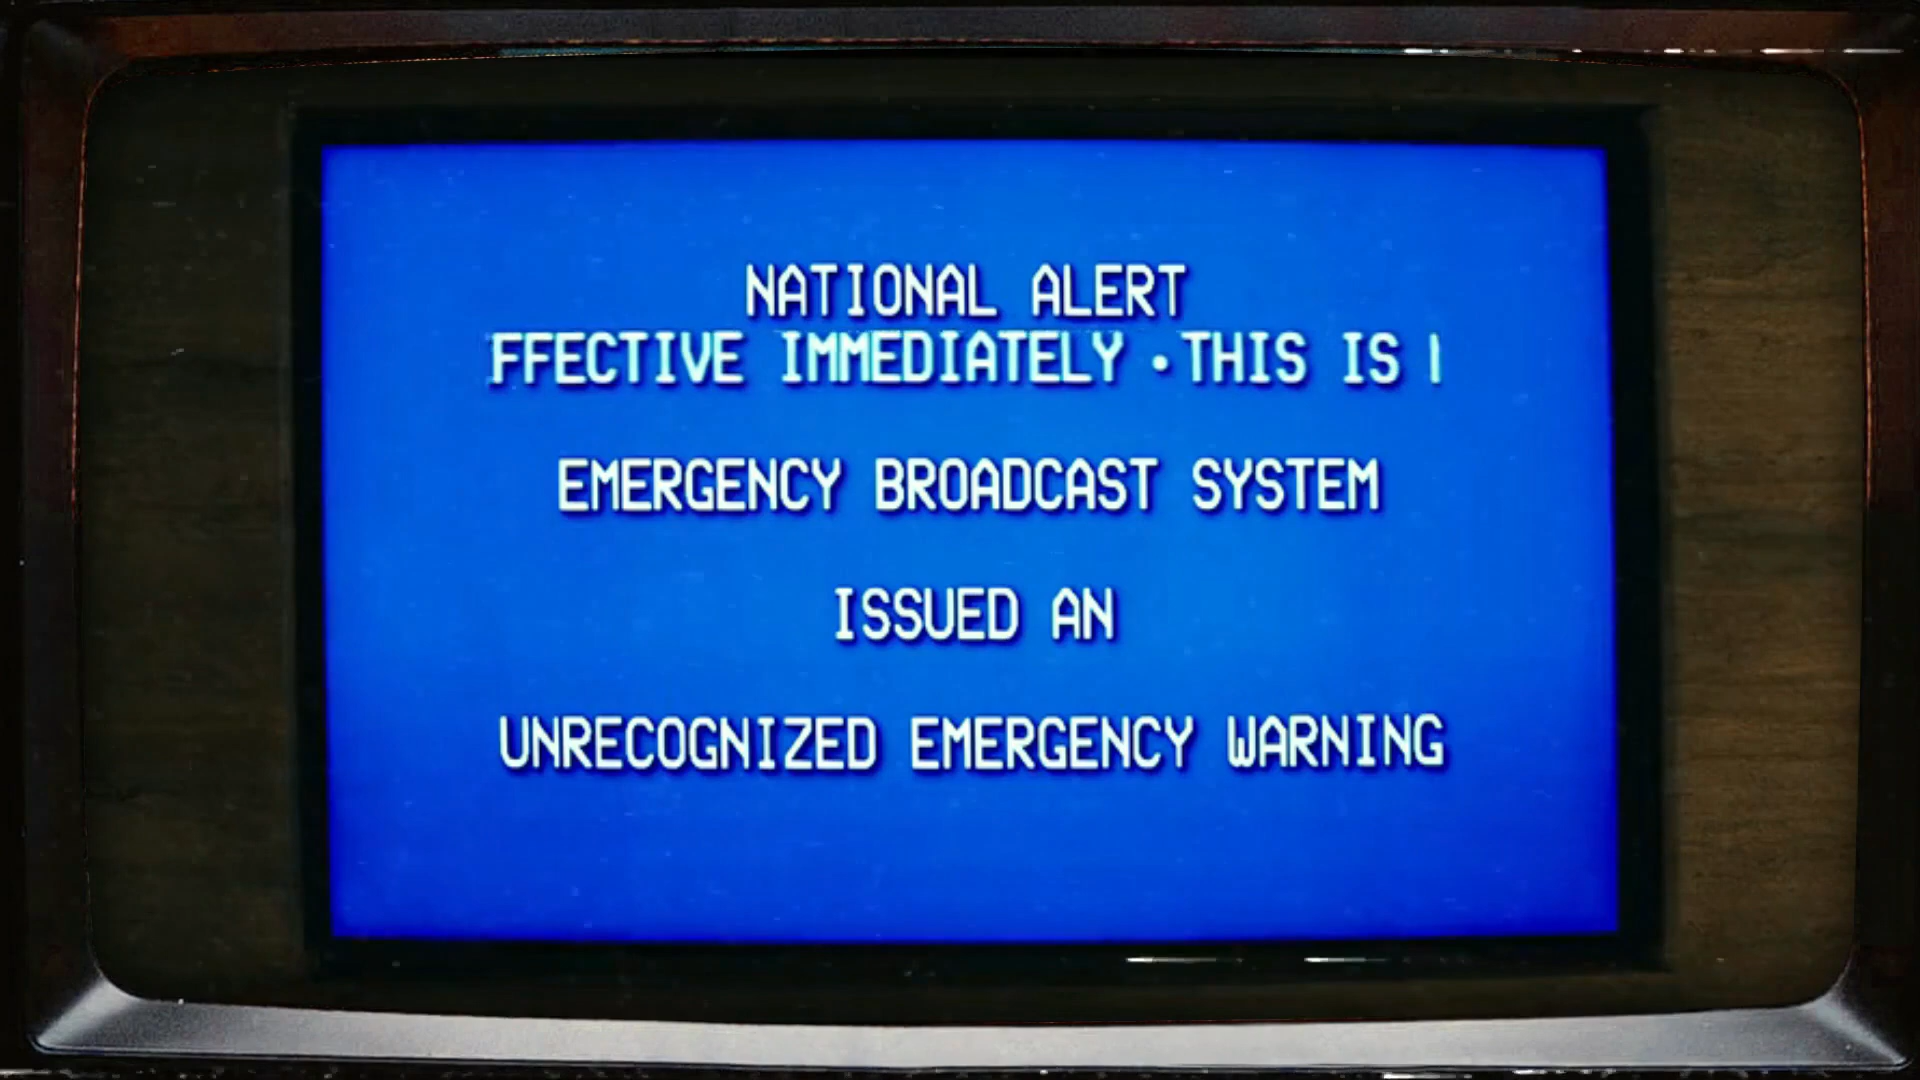 NATIONAL ALERT
FFECTIVE IMMEDIATELY • THIS IS
EMERGENCY BROADCAST SYSTEM
ISSUED AN
UNRECOGNIZED EMERGENCY WARNING